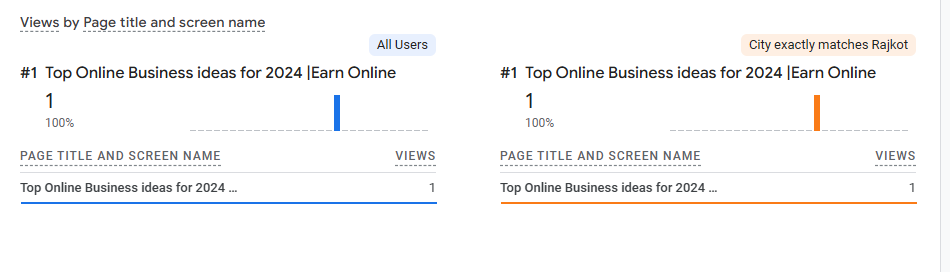 Views by Page title and screen name
All Users
#1 Top Online Business ideas for 2024 |Earn Online
1
100%
PAGE TITLE AND SCREEN NAME VIEWS
Top Online Business ideas for 2024 ... 1
City exactly matches Rajkot
#1 Top Online Business ideas for 2024 |Earn Online
1
100%
PAGE TITLE AND SCREEN NAME VIEWS
Top Online Business ideas for 2024 ... 1